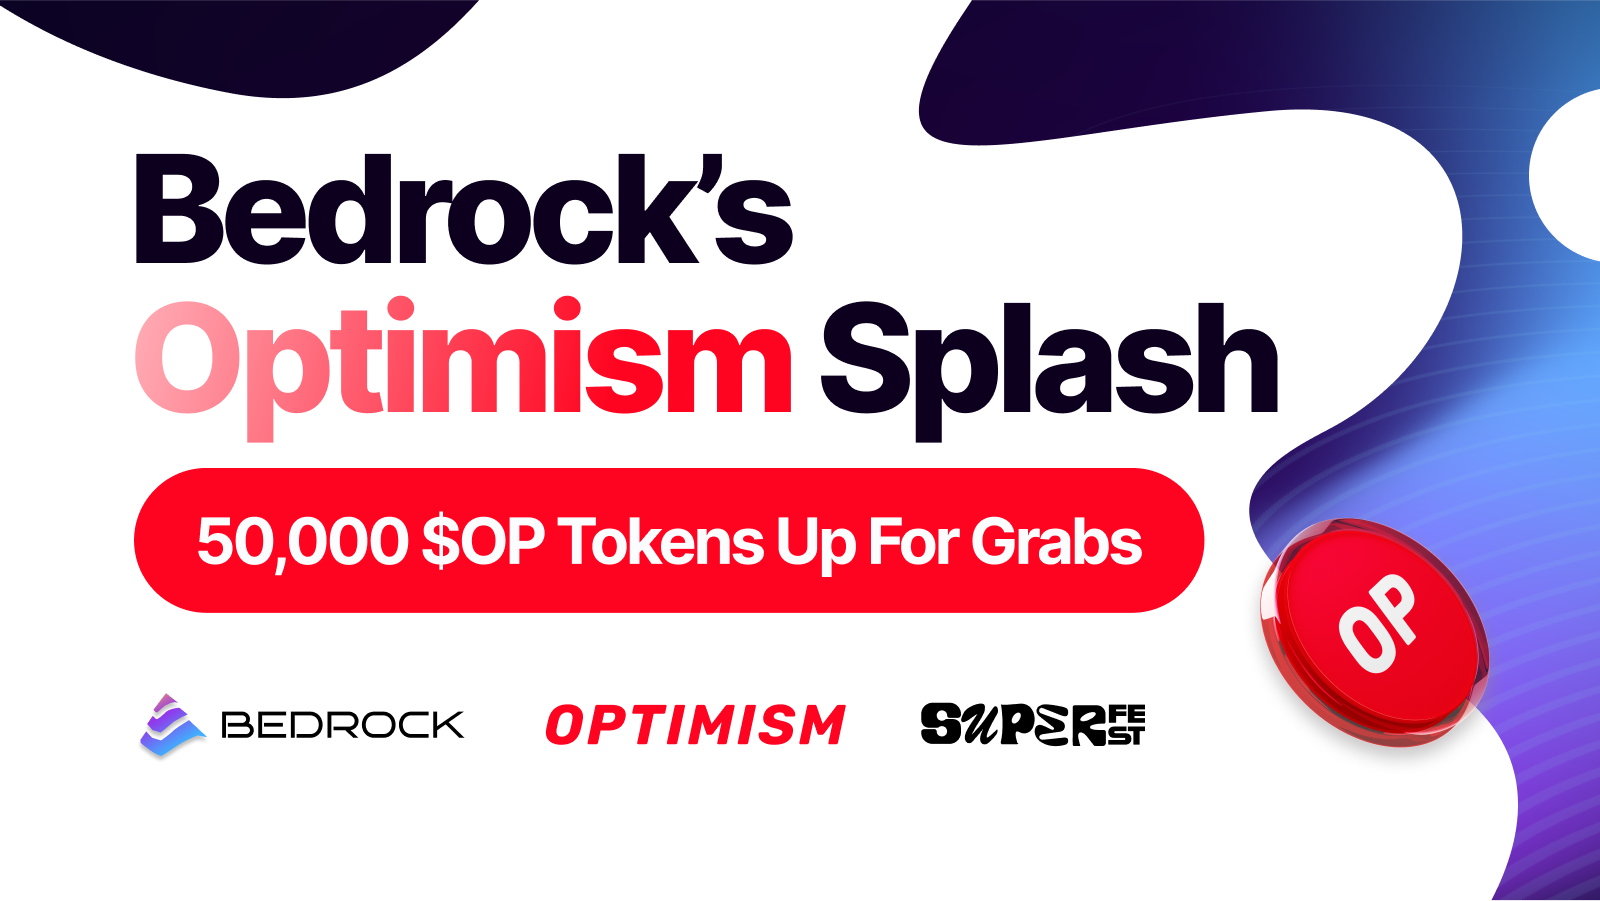 Bedrock’s
Optimism Splash
50,000 $OP Tokens Up For Grabs
OP
BEDROCK OPTIMISM SUPERFEST